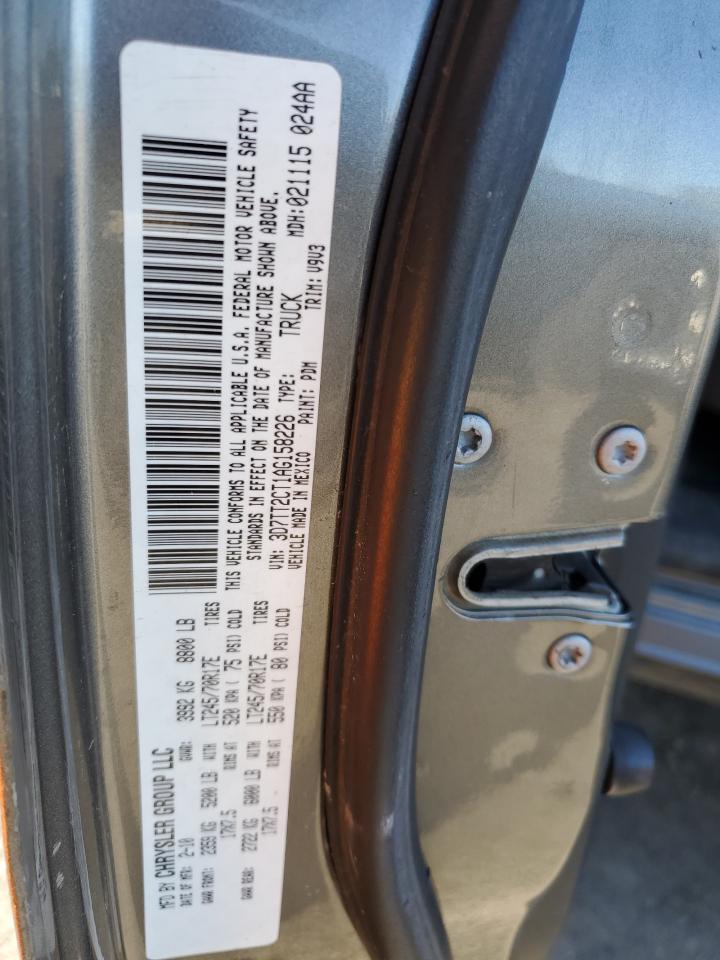 MFD BY CHRYSLER GROUP LLC
DATE OF MFR: 2-10 GVWR: 3992 KG 8800 LB
GAWR FRONT: 2359 KG 5200 LB WITH LT245/70R17E TIRES
17X7.5 RIMS AT 520 KPA ( 75 PSI) COLD
GAWR REAR: 2722 KG 6000 LB WITH LT245/70R17E TIRES
17X7.5 RIMS AT 550 KPA ( 80 PSI) COLD
THIS VEHICLE CONFORMS TO ALL APPLICABLE U.S.A. FEDERAL MOTOR VEHICLE SAFETY
STANDARDS IN EFFECT ON THE DATE OF MANUFACTURE SHOWN ABOVE.
VIN: 3D7TT2CT1AG158226 TYPE: TRUCK MDH:021115 024AA
VEHICLE MADE IN MEXICO PAINT: PDM TRIM: V9V3